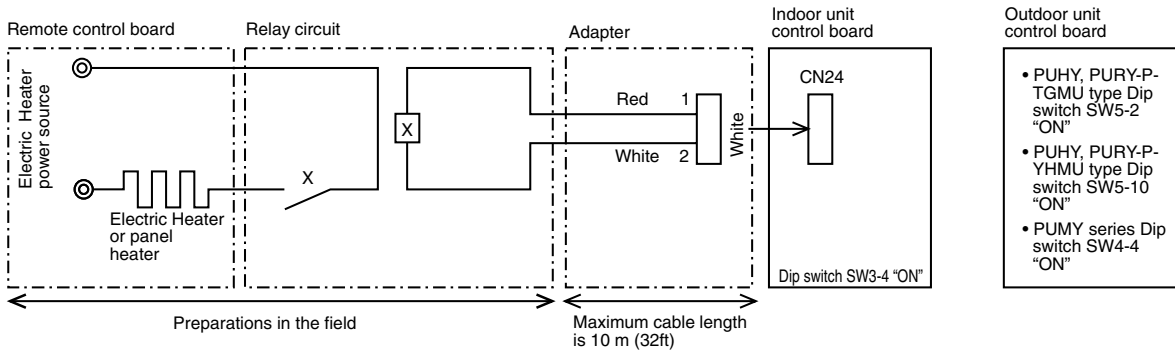 Remote control board
Relay circuit
Adapter
Indoor unit
control board
Outdoor unit
control board
Electric Heater
power source
Electric Heater
or panel
heater
X
X
Red
1
White
2
White
CN24
Dip switch SW3-4 “ON”
• PUHY, PURY-P-
TGMU type Dip
switch SW5-2
“ON”
• PUHY, PURY-P-
YHMU type Dip
switch SW5-10
“ON”
• PUMY series Dip
switch SW4-4
“ON”
Preparations in the field
Maximum cable length
is 10 m (32ft)